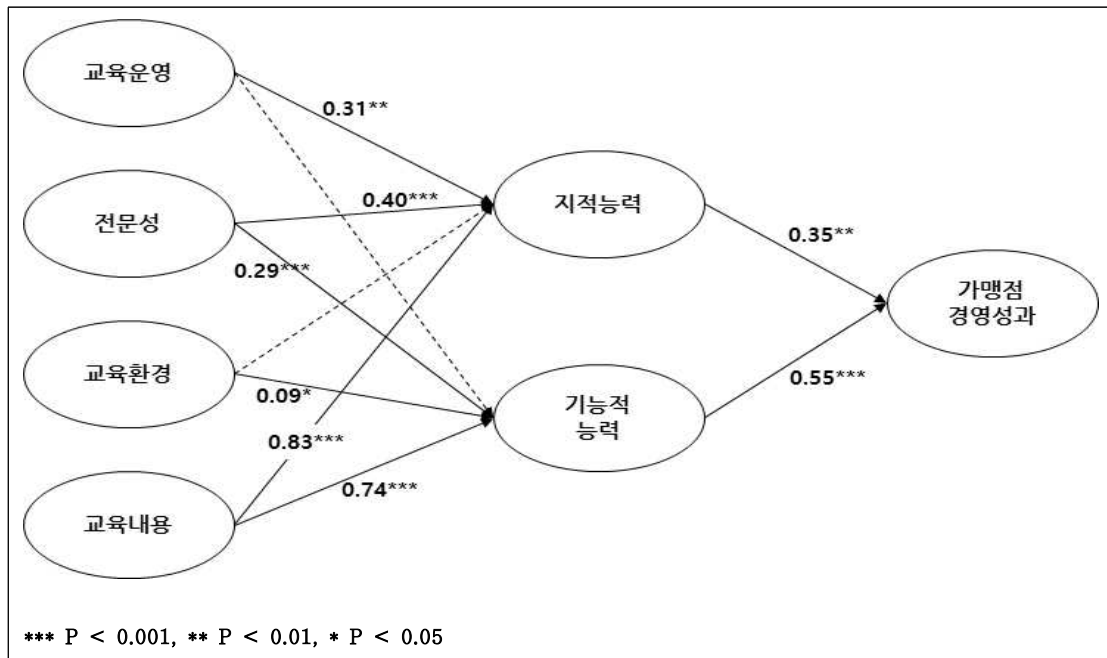 교육운영
0.31**
전문성
0.40***
지적능력
0.35**
0.29***
가맹점
경영성과
교육환경
0.09*
기능적
능력
0.55***
0.83***
0.74***
교육내용
*** P < 0.001, ** P < 0.01, * P < 0.05